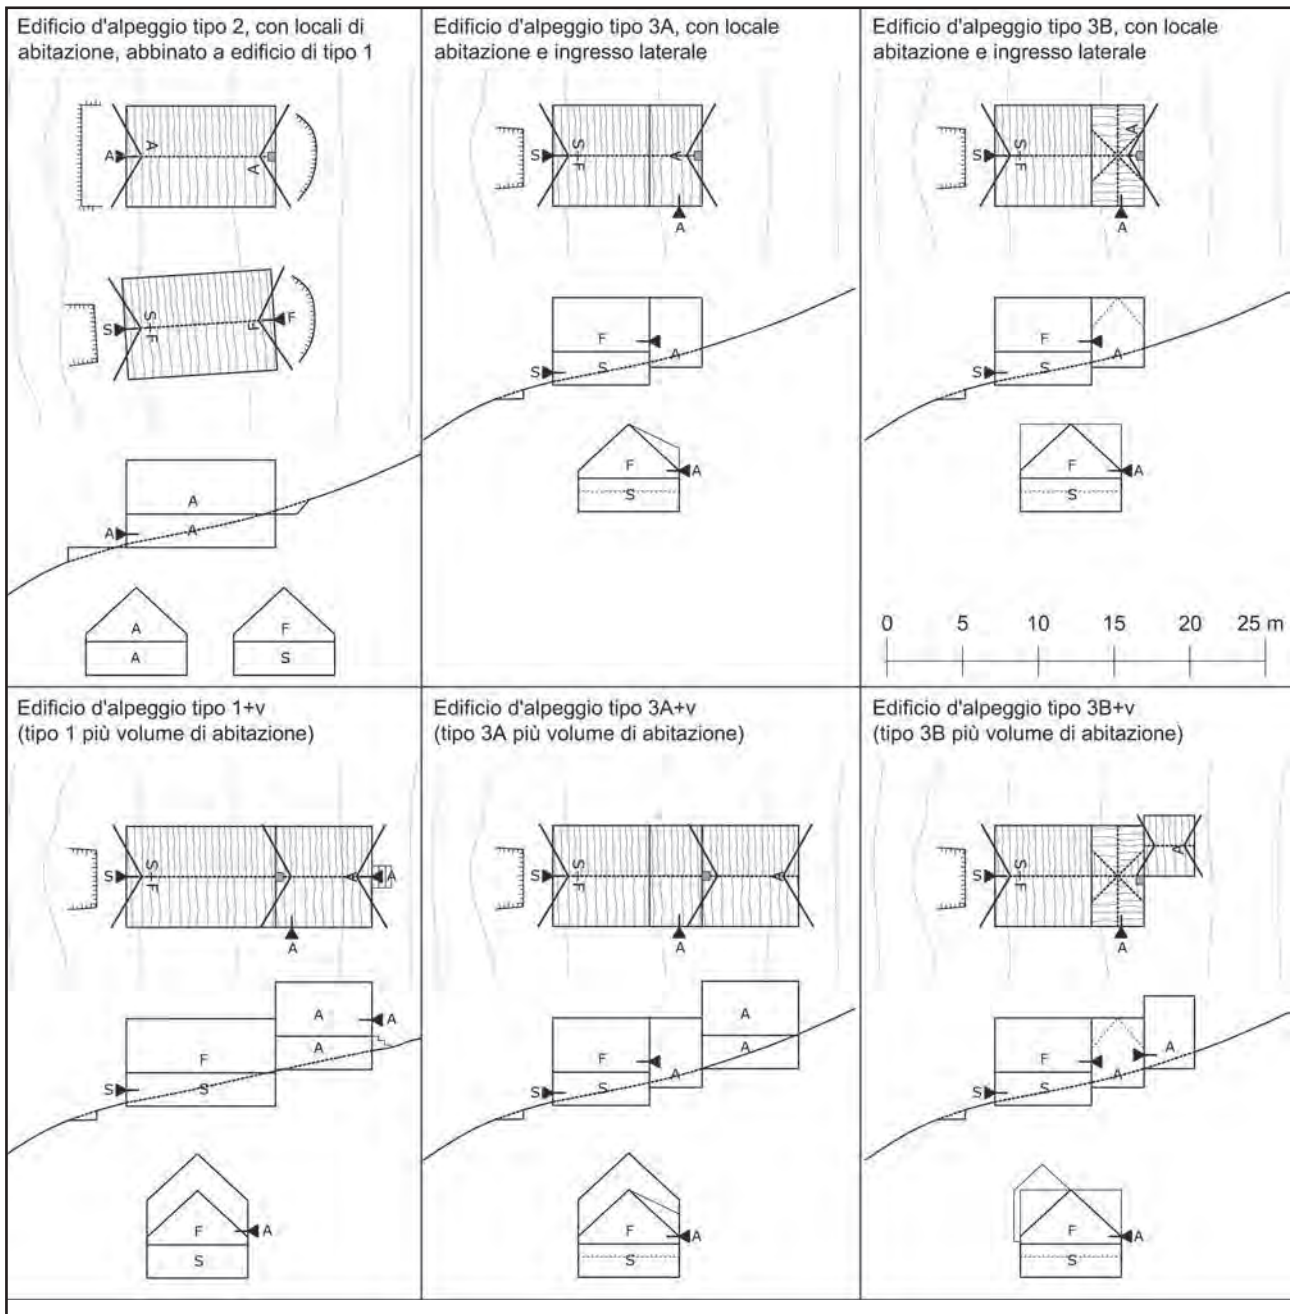 Edificio d'alpeggio tipo 2, con locali di
abitazione, abbinato a edificio di tipo 1
A
A
A
S
S-F
F
F
A
A
A
A
A
F
S
Edificio d'alpeggio tipo 3A, con locale
abitazione e ingresso laterale
S
S-F
A
A
F
A
S
S
F
A
S
Edificio d'alpeggio tipo 3B, con locale
abitazione e ingresso laterale
S
S-F
A
A
F
A
S
S
F
A
S
0 5 10 15 20 25 m
Edificio d'alpeggio tipo 1+v
(tipo 1 più volume di abitazione)
S
S-F
A
A
A
A
A
A
F
S
S
F
A
S
Edificio d'alpeggio tipo 3A+v
(tipo 3A più volume di abitazione)
S
S-F
A
A
A
F
A
A
S
S
F
A
S
Edificio d'alpeggio tipo 3B+v
(tipo 3B più volume di abitazione)
A
S
S-F
A
F
A
A
S
S
F
A
S